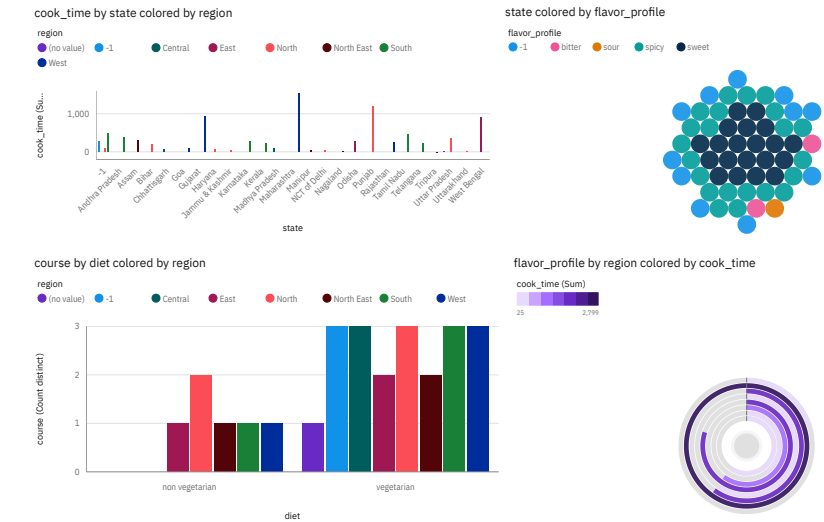 cook_time by state colored by region
region
(no value) -1 Central East North North East South
West
cook_time (Su...
1,000
0
-1 Andhra Pradesh Assam Bihar Chhattisgarh Goa Gujarat Haryana Jammu & Kashmir Karnataka Kerala Madhya Pradesh Maharashtra Manipur NCT of Delhi Nagaland Odisha Punjab Rajasthan Tamil Nadu Telangana Tripura Uttar Pradesh Uttarakhand West Bengal
state
state colored by flavor_profile
flavor_profile
-1 bitter sour spicy sweet
course by diet colored by region
region
(no value) -1 Central East North North East South West
course (Count distinct)
3
2
1
0
non vegetarian vegetarian
diet
flavor_profile by region colored by cook_time
cook_time (Sum)
25 2,799